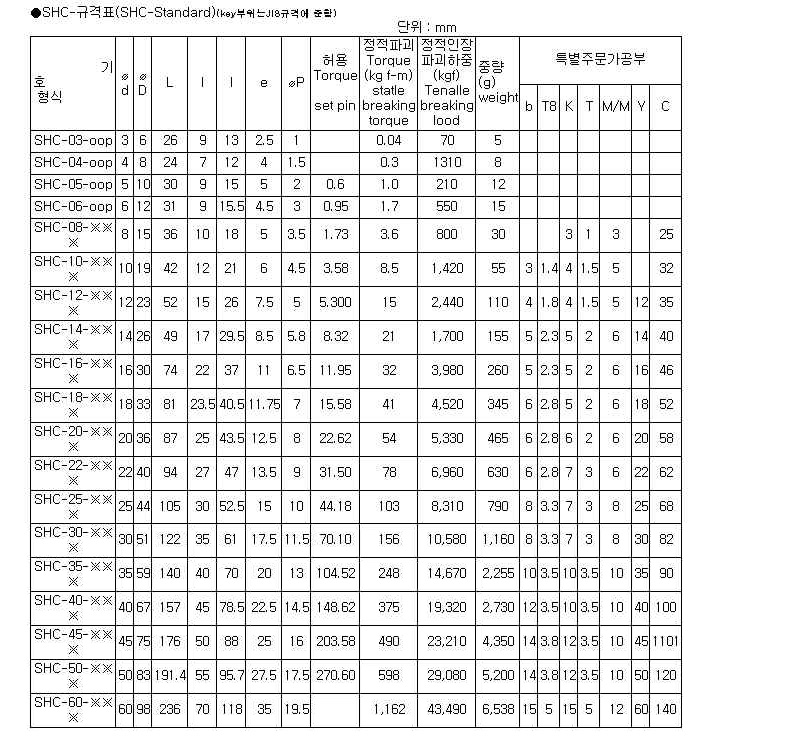 ●SHC-규격표(SHC-Standard)(key부위는JIS규격에 준함)
단위 : mm
호 기 형식 ø d ø D L l l e øP 허용 Torque set pin 정적파괴 Torque (kg f-m) statle breaking torque 정적인장 파괴하중 (kgf) Tenalle breaking lood 중량 (g) weight 특별주문가공부
b T8 K T M/M Y C
SHC-03-oop 3 6 26 9 13 2.5 1 0.04 70 5
SHC-04-oop 4 8 24 7 12 4 1.5 0.3 1310 8
SHC-05-oop 5 10 30 9 15 5 2 0.6 1.0 210 12
SHC-06-oop 6 12 31 9 15.5 4.5 3 0.95 1.7 550 15
SHC-08-※※※ 8 15 36 10 18 5 3.5 1.73 3.6 800 30 3 1 3 25
SHC-10-※※※ 10 19 42 12 21 6 4.5 3.58 8.5 1,420 55 3 1.4 4 1.5 5 32
SHC-12-※※※ 12 23 52 15 26 7.5 5 5.300 15 2,440 110 4 1.8 4 1.5 5 12 35
SHC-14-※※※ 14 26 49 17 29.5 8.5 5.8 8.32 21 1,700 155 5 2.3 5 2 6 14 40
SHC-16-※※※ 16 30 74 22 37 11 6.5 11.95 32 3,980 260 5 2.3 5 2 6 16 46
SHC-18-※※※ 18 33 81 23.5 40.5 11.75 7 15.58 41 4,520 345 6 2.8 5 2 6 18 52
SHC-20-※※※ 20 36 87 25 43.5 12.5 8 22.62 54 5,330 465 6 2.8 6 2 6 20 58
SHC-22-※※※ 22 40 94 27 47 13.5 9 31.50 78 6,960 630 6 2.8 7 3 6 22 62
SHC-25-※※※ 25 44 105 30 52.5 15 10 44.18 103 8,310 790 8 3.3 7 3 8 25 68
SHC-30-※※※ 30 51 122 35 61 17.5 11.5 70.10 156 10,580 1,160 8 3.3 7 3 8 30 82
SHC-35-※※※ 35 59 140 40 70 20 13 104.52 248 14,670 2,255 10 3.5 10 3.5 10 35 90
SHC-40-※※※ 40 67 157 45 78.5 22.5 14.5 148.62 375 19,320 2,730 12 3.5 10 3.5 10 40 100
SHC-45-※※※ 45 75 176 50 88 25 16 203.58 490 23,210 4,350 14 3.8 12 3.5 10 45 1101
SHC-50-※※※ 50 83 191.4 55 95.7 27.5 17.5 270.60 598 29,080 5,200 14 3.8 12 3.5 10 50 120
SHC-60-※※※ 60 98 236 70 118 35 19.5 1,162 43,490 6,538 15 5 15 5 12 60 140